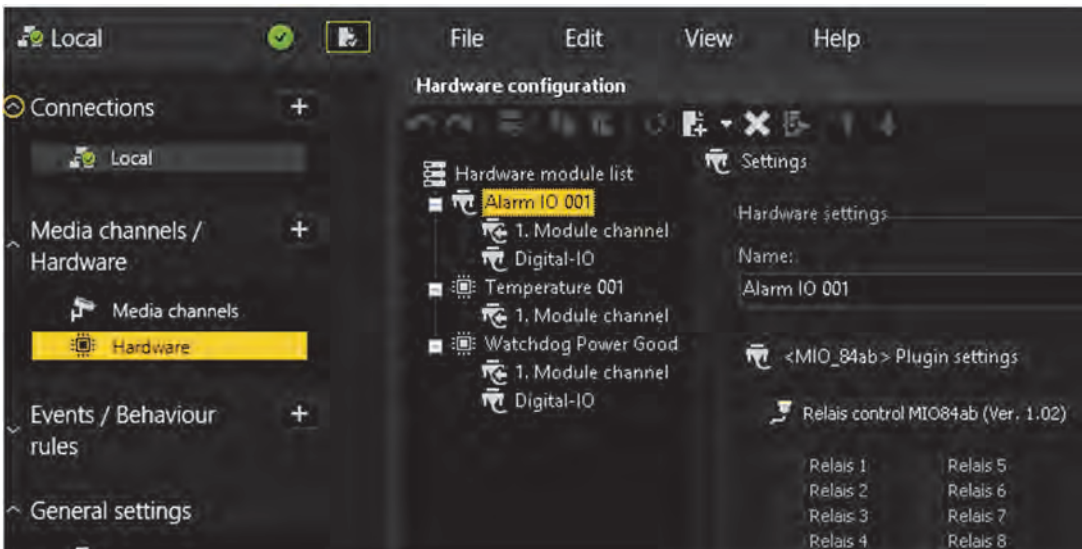 Local
File Edit View Help
Hardware configuration
Connections
Local
Media channels /
Hardware
Media channels
Hardware
Events / Behaviour
rules
General settings
Hardware module list
Alarm IO 001
1. Module channel
Digital-IO
Temperature 001
1. Module channel
Watchdog Power Good
1. Module channel
Digital-IO
Settings
Hardware settings
Name:
Alarm IO 001
<MIO_84ab> Plugin settings
Relais control MIO84ab (Ver. 1.02)
Relais 1 Relais 5
Relais 2 Relais 6
Relais 3 Relais 7
Relais 4 Relais 8